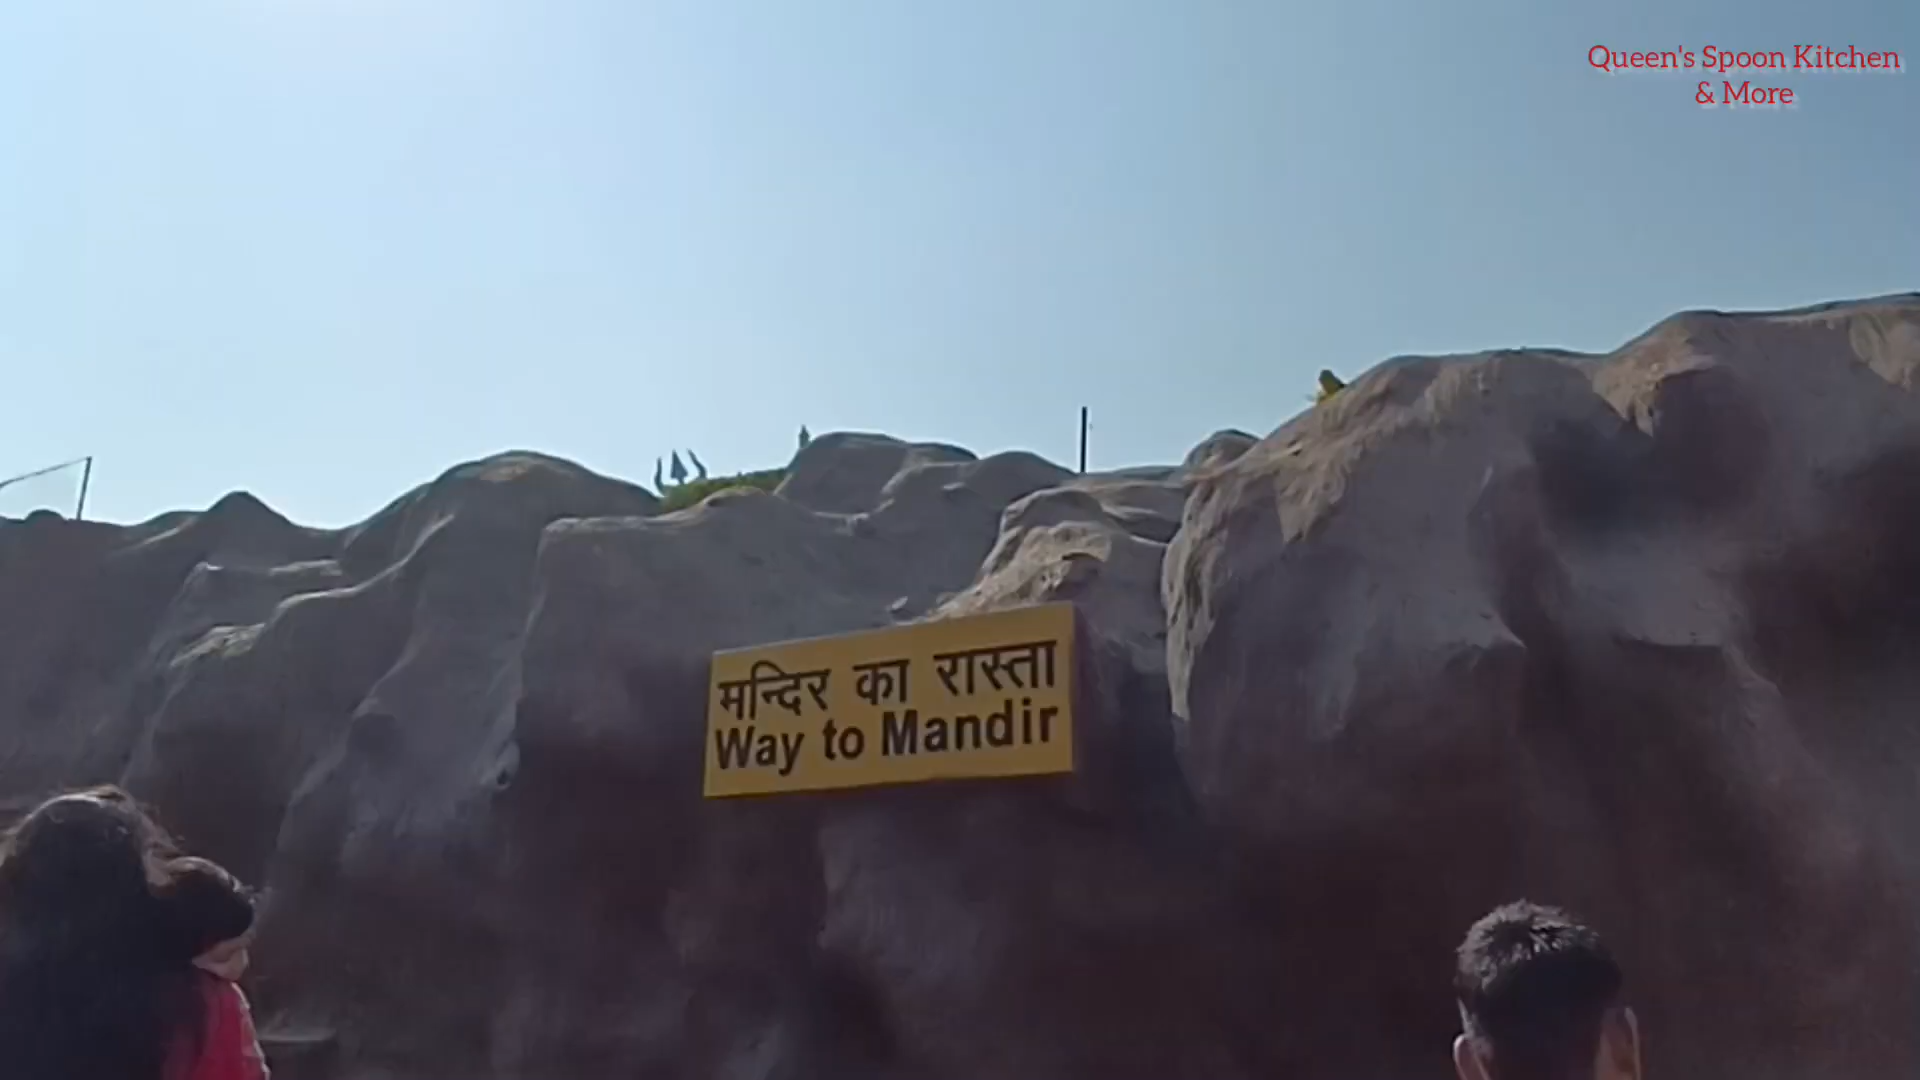 Queen's Spoon Kitchen
& More
मन्दिर का रास्ता
Way to Mandir